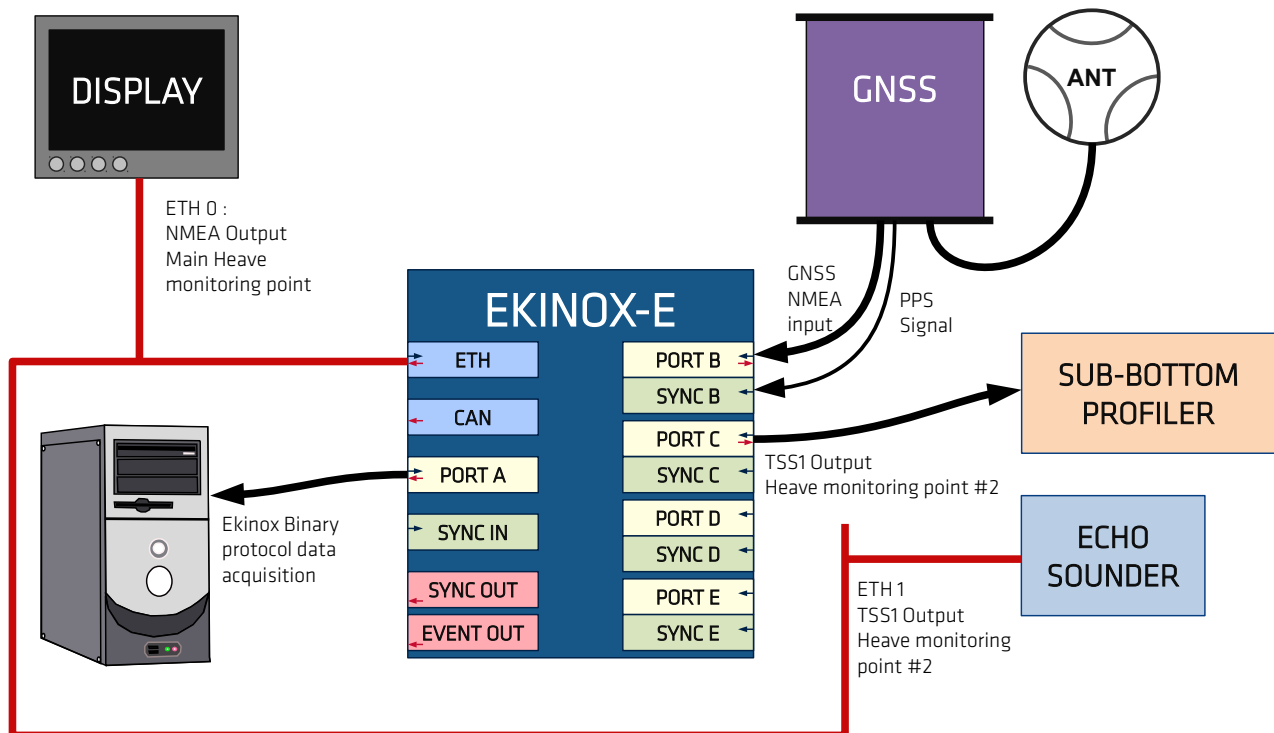 DISPLAY
GNSS
ANT
ETH 0 :
NMEA Output
Main Heave
monitoring point
GNSS
NMEA
input
PPS
Signal
EKINOX-E
ETH
CAN
PORT A
SYNC IN
SYNC OUT
EVENT OUT
PORT B
SYNC B
PORT C
SYNC C
PORT D
SYNC D
PORT E
SYNC E
SUB-BOTTOM
PROFILER
TSS1 Output
Heave monitoring point #2
Ekinox Binary
protocol data
acquisition
ECHO
SOUNDER
ETH 1
TSS1 Output
Heave monitoring
point #2